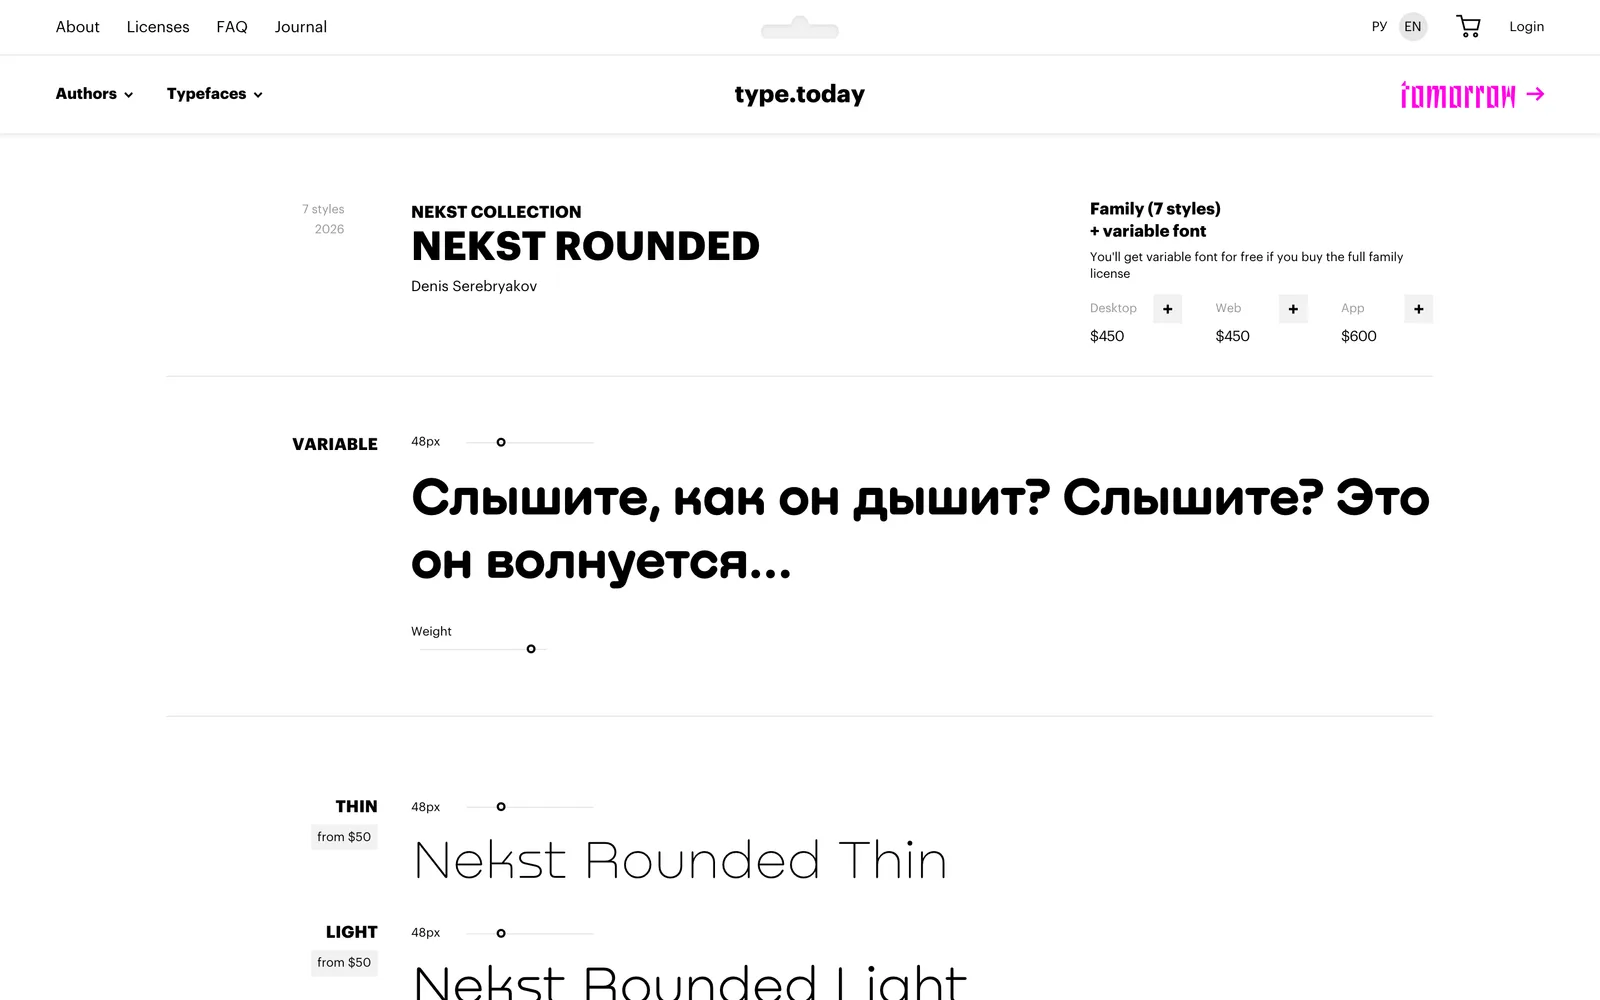 About Licenses FAQ Journal
РУ EN Login
Authors Typefaces
type.today
tomorrow →
7 styles
2026
NEKST COLLECTION
NEKST ROUNDED
Denis Serebryakov
Family (7 styles)
+ variable font
You'll get variable font for free if you buy the full family
license
Desktop + Web + App +
$450 $450 $600
VARIABLE
48px
Слышите, как он дышит? Слышите? Это
он волнуется...
Weight
THIN
48px
from $50
Nekst Rounded Thin
LIGHT
48px
from $50
Nekst Rounded Light